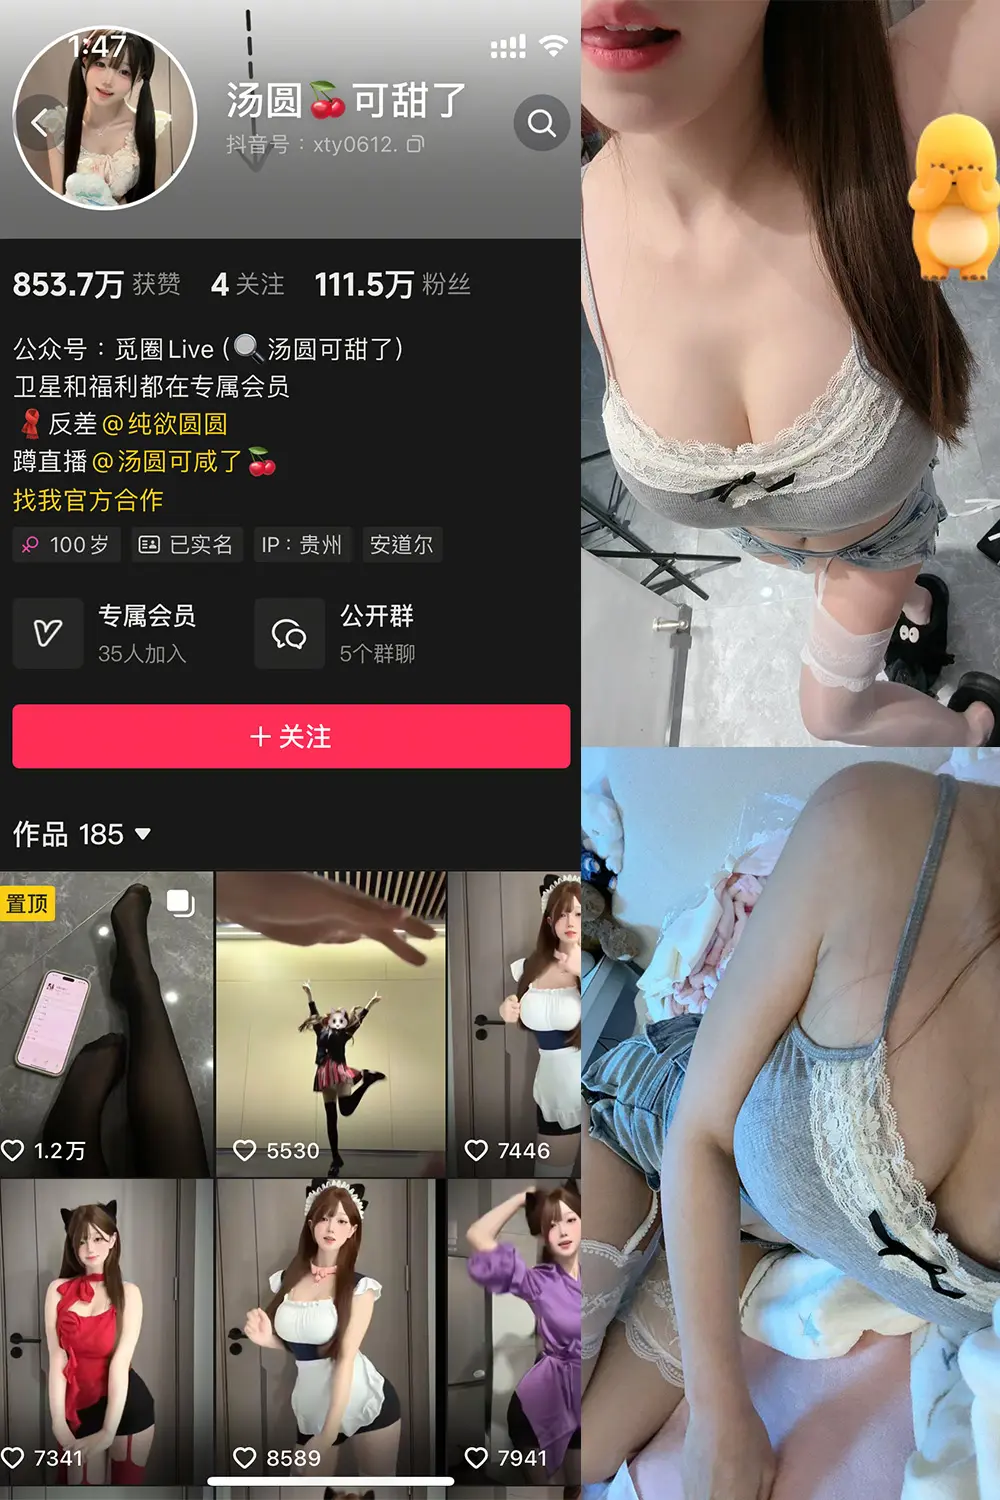 1:47
汤圆🍒可甜了
抖音号：xty0612.
853.7万 获赞 4 关注 111.5万 粉丝
公众号：觅圈Live (🔍汤圆可甜了)
卫星和福利都在专属会员
🧣反差@纯欲圆圆
蹲直播@汤圆可咸了🍒
找我官方合作
100岁 已实名 IP：贵州 安道尔
专属会员 公开群
35人加入 5个群聊
＋关注
作品 185
置顶
1.2万 5530 7446
7341 8589 7941